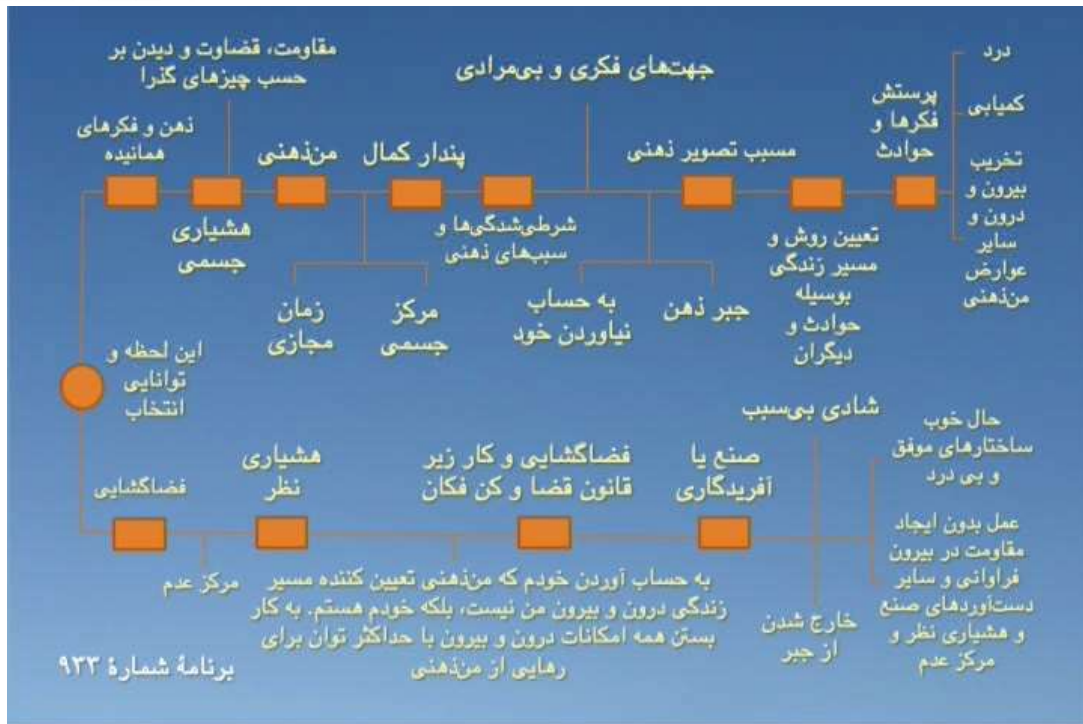 مقاومت، قضاوت و دیدن بر
حسب چیزهای گذرا
ذهن و فکرهای
همانیده
هشیاری
جسمی
من‌ذهنی
زمان
مجازی
مرکز
جسمی
پندار کمال
شرطی‌شدگی‌ها و
سبب‌های ذهنی
جهت‌های فکری و بی‌مرادی
به حساب
نیاوردن خود
جبر ذهن
مسبب تصویر ذهنی
تعیین روش و
مسیر زندگی
بوسیله
حوادث و
دیگران
پرستش
فکرها و
حوادث
درد
کمیابی
تخریب
بیرون و
درون و
سایر
عوارض
من‌ذهنی
این لحظه و
توانایی
انتخاب
فضاگشایی
مرکز عدم
هشیاری
نظر
به حساب آوردن خودم که من‌ذهنی تعیین کننده مسیر
زندگی درون و بیرون من نیست، بلکه خودم هستم. به کار
بستن همه امکانات درون و بیرون با حداکثر توان برای
رهایی از من‌ذهنی
فضاگشایی و کار زیر
قانون قضا و کن فکان
صنع یا
آفریدگاری
شادی بی‌سبب
خارج شدن
از جبر
حال خوب
ساختارهای موفق
و بی درد
عمل بدون ایجاد
مقاومت در بیرون
فراوانی و سایر
دست‌آوردهای صنع
و هشیاری نظر و
مرکز عدم
برنامهٔ شمارهٔ ۹۳۳